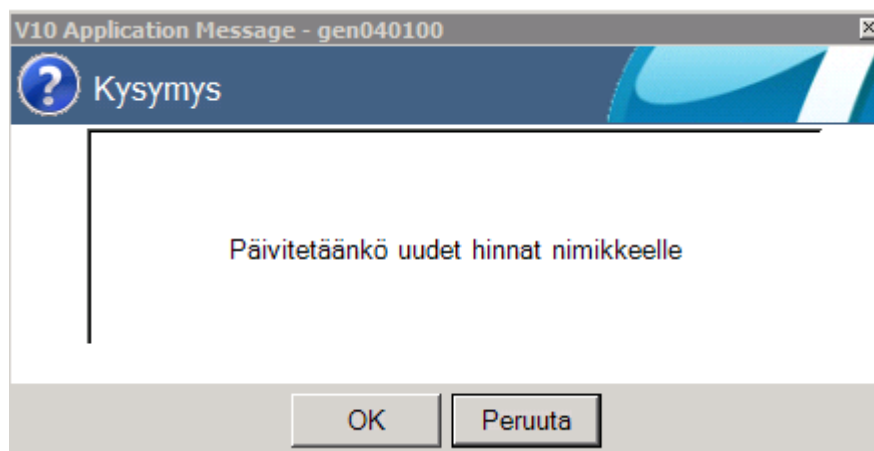 V10 Application Message - gen040100
Kysymys
Päivitetäänkö uudet hinnat nimikkeelle
OK
Peruuta